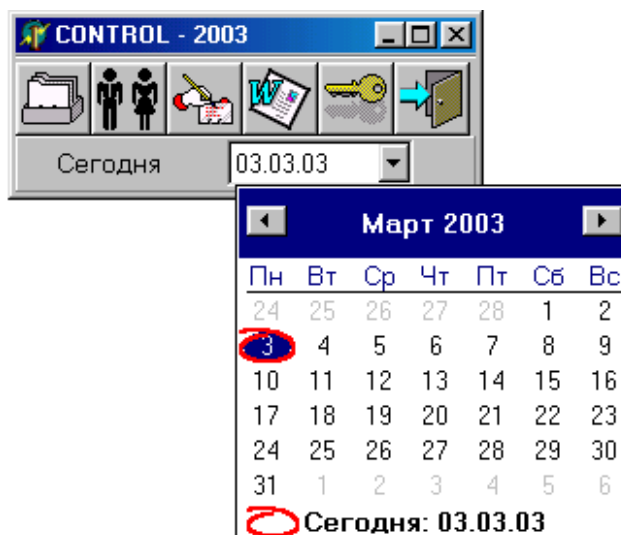 CONTROL - 2003
W
Сегодня 03.03.03
Март 2003
Пн Вт Ср Чт Пт Сб Вс
24 25 26 27 28 1 2
3 4 5 6 7 8 9
10 11 12 13 14 15 16
17 18 19 20 21 22 23
24 25 26 27 28 29 30
31 1 2 3 4 5 6
Сегодня: 03.03.03